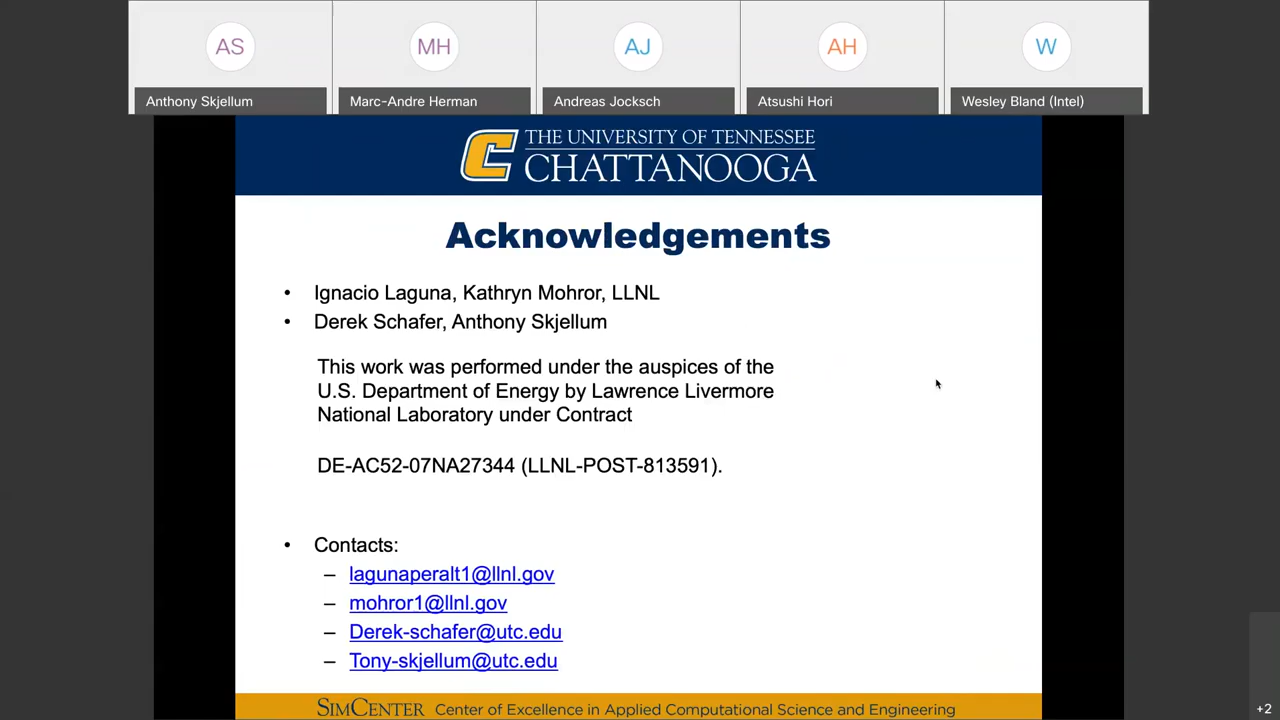 AS
MH
AJ
AH
W
Anthony Skjellum
Marc-Andre Herman
Andreas Jocksch
Atsushi Hori
Wesley Bland (Intel)
C
THE UNIVERSITY OF TENNESSEE
CHATTANOOGA
Acknowledgements
• Ignacio Laguna, Kathryn Mohror, LLNL
• Derek Schafer, Anthony Skjellum
This work was performed under the auspices of the
U.S. Department of Energy by Lawrence Livermore
National Laboratory under Contract
DE-AC52-07NA27344 (LLNL-POST-813591).
• Contacts:
– lagunaperalt1@llnl.gov
– mohror1@llnl.gov
– Derek-schafer@utc.edu
– Tony-skjellum@utc.edu
SIMCENTER Center of Excellence in Applied Computational Science and Engineering
+2